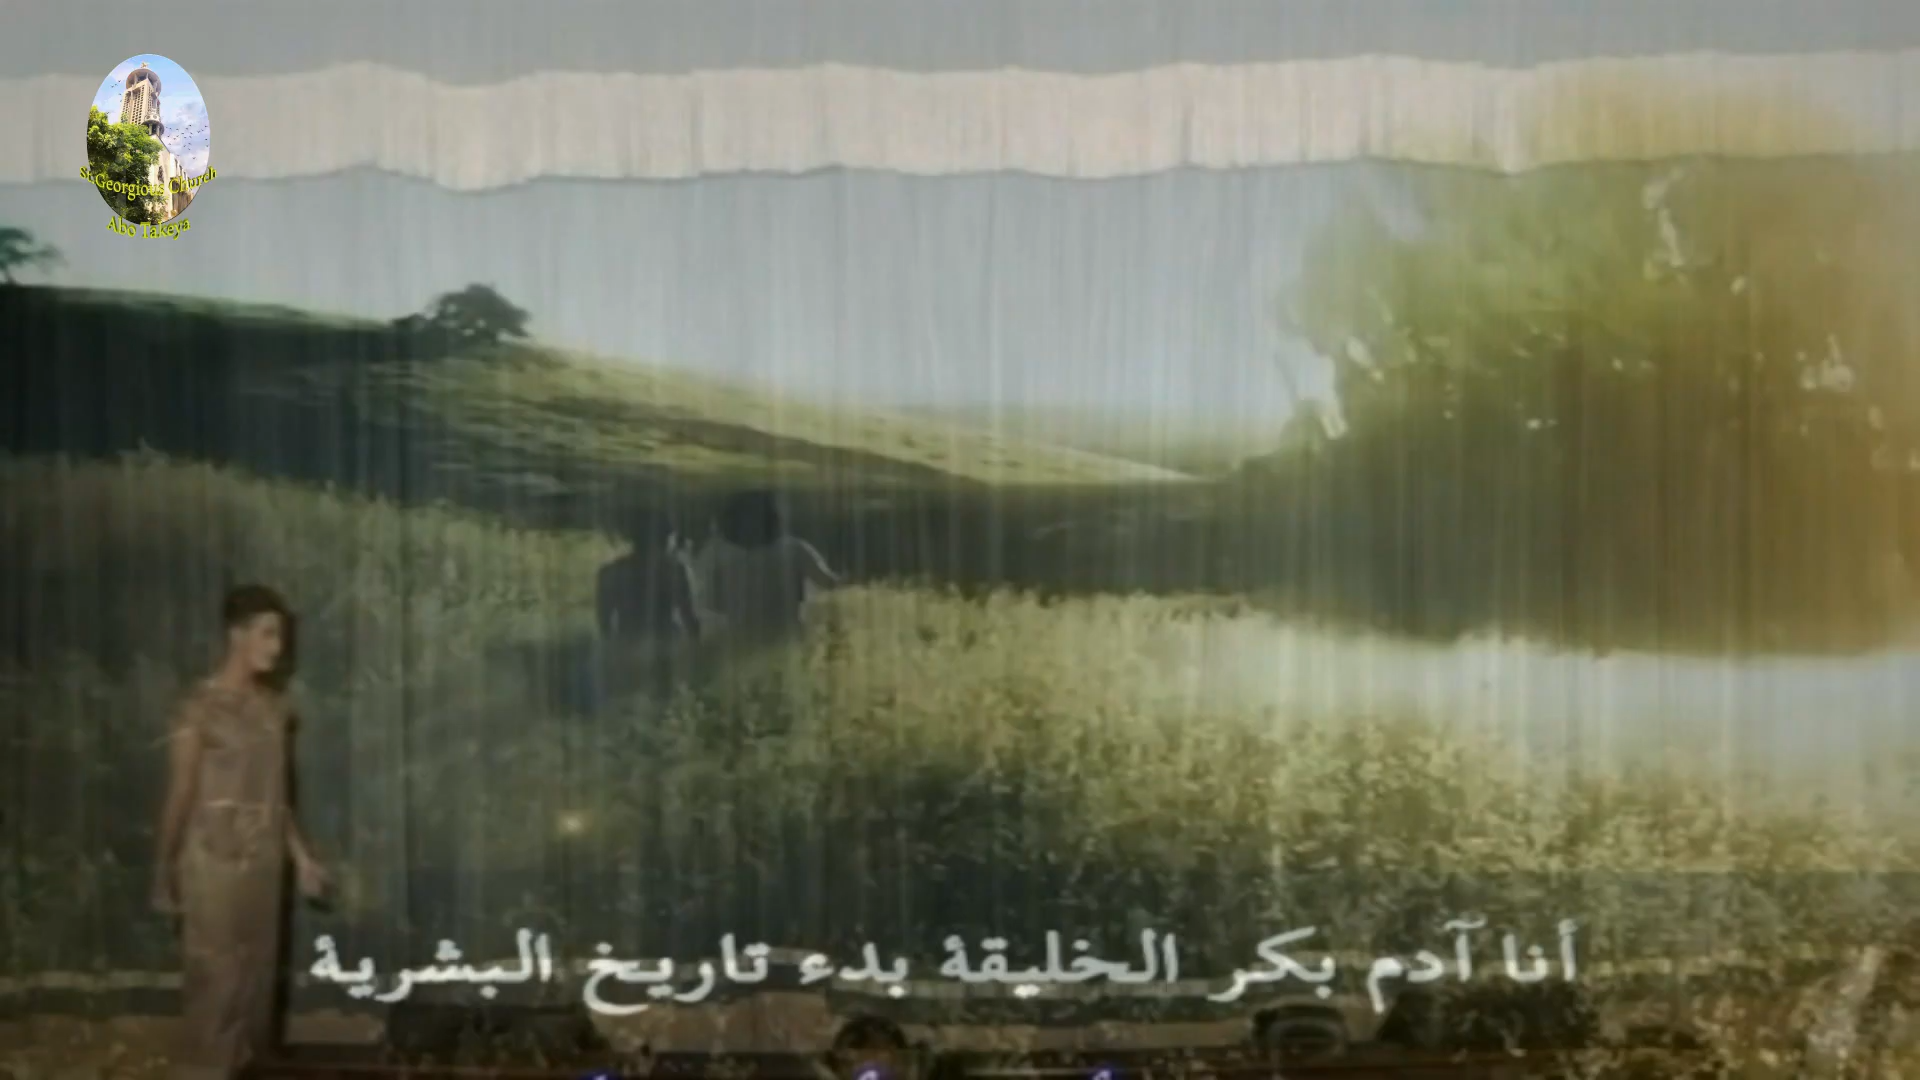 St.Georgious Church
Abo Takeya
أنا آدم بكر الخليقة بدء تاريخ البشرية